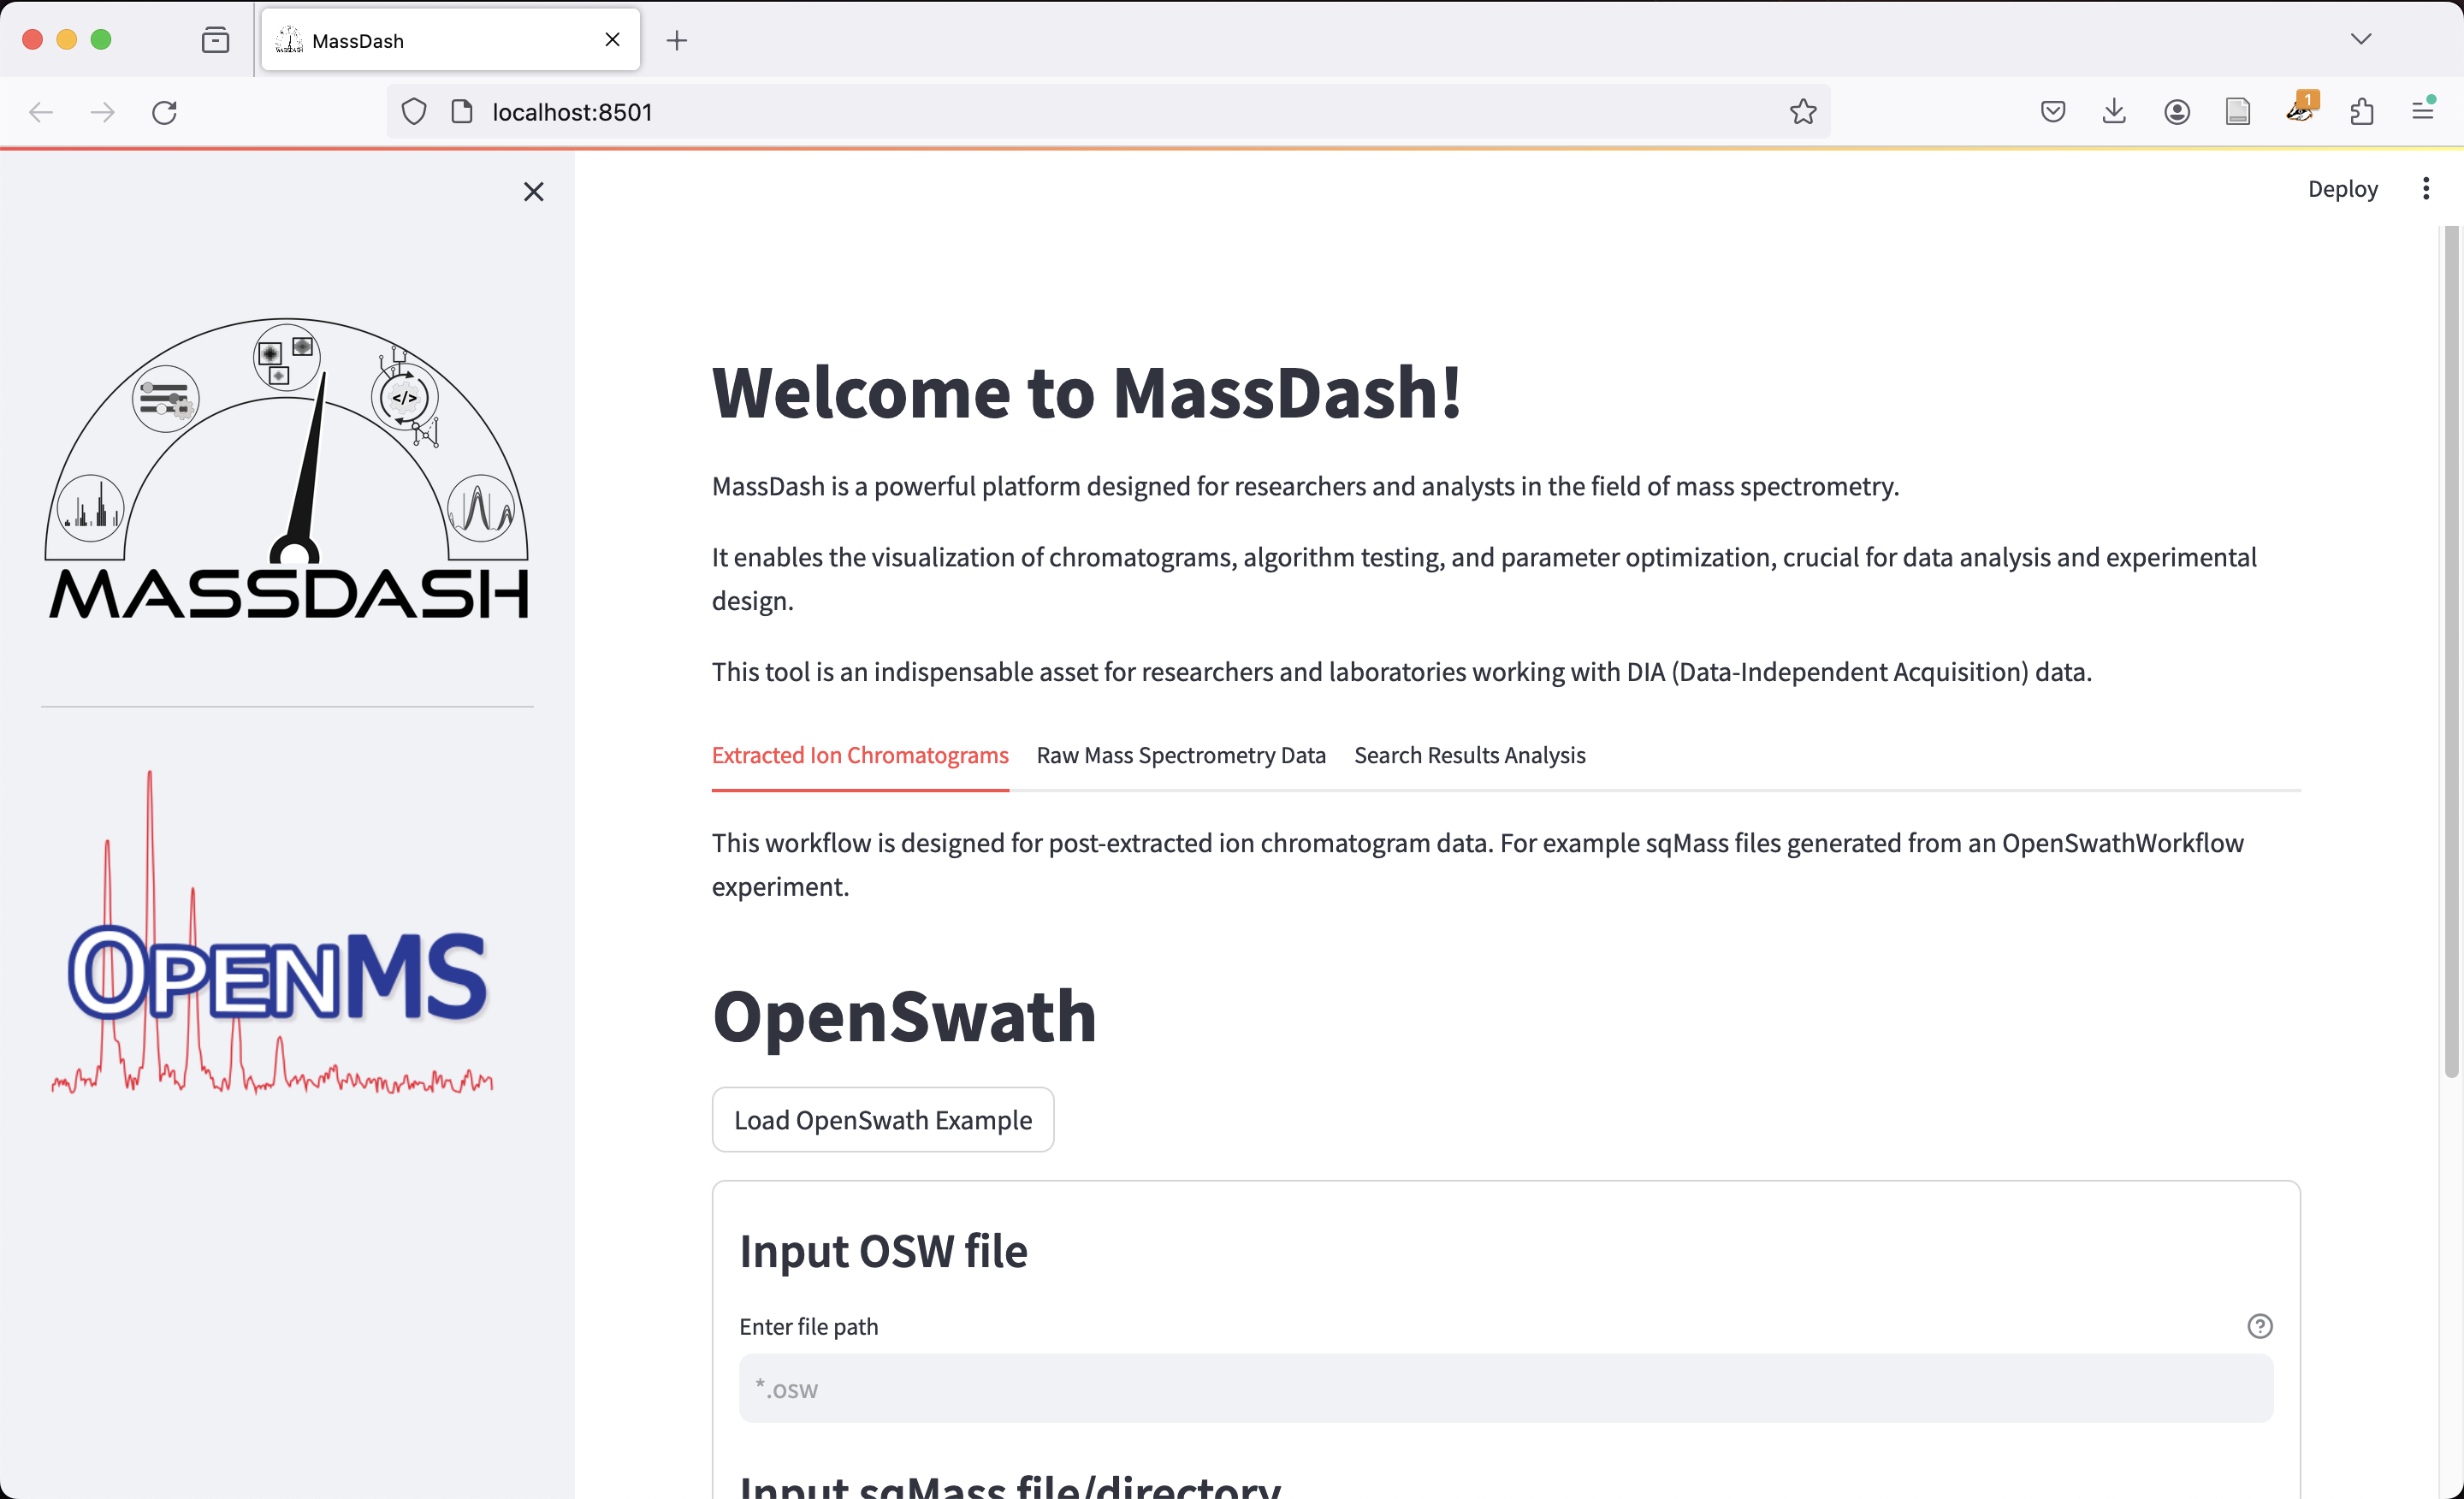 MassDash
localhost:8501
1
Deploy
</>
MASSDASH
OPENMS
Welcome to MassDash!
MassDash is a powerful platform designed for researchers and analysts in the field of mass spectrometry.
It enables the visualization of chromatograms, algorithm testing, and parameter optimization, crucial for data analysis and experimental
design.
This tool is an indispensable asset for researchers and laboratories working with DIA (Data-Independent Acquisition) data.
Extracted Ion Chromatograms Raw Mass Spectrometry Data Search Results Analysis
This workflow is designed for post-extracted ion chromatogram data. For example sqMass files generated from an OpenSwathWorkflow
experiment.
OpenSwath
Load OpenSwath Example
Input OSW file
Enter file path
*.osw
Input sqMass file/directory